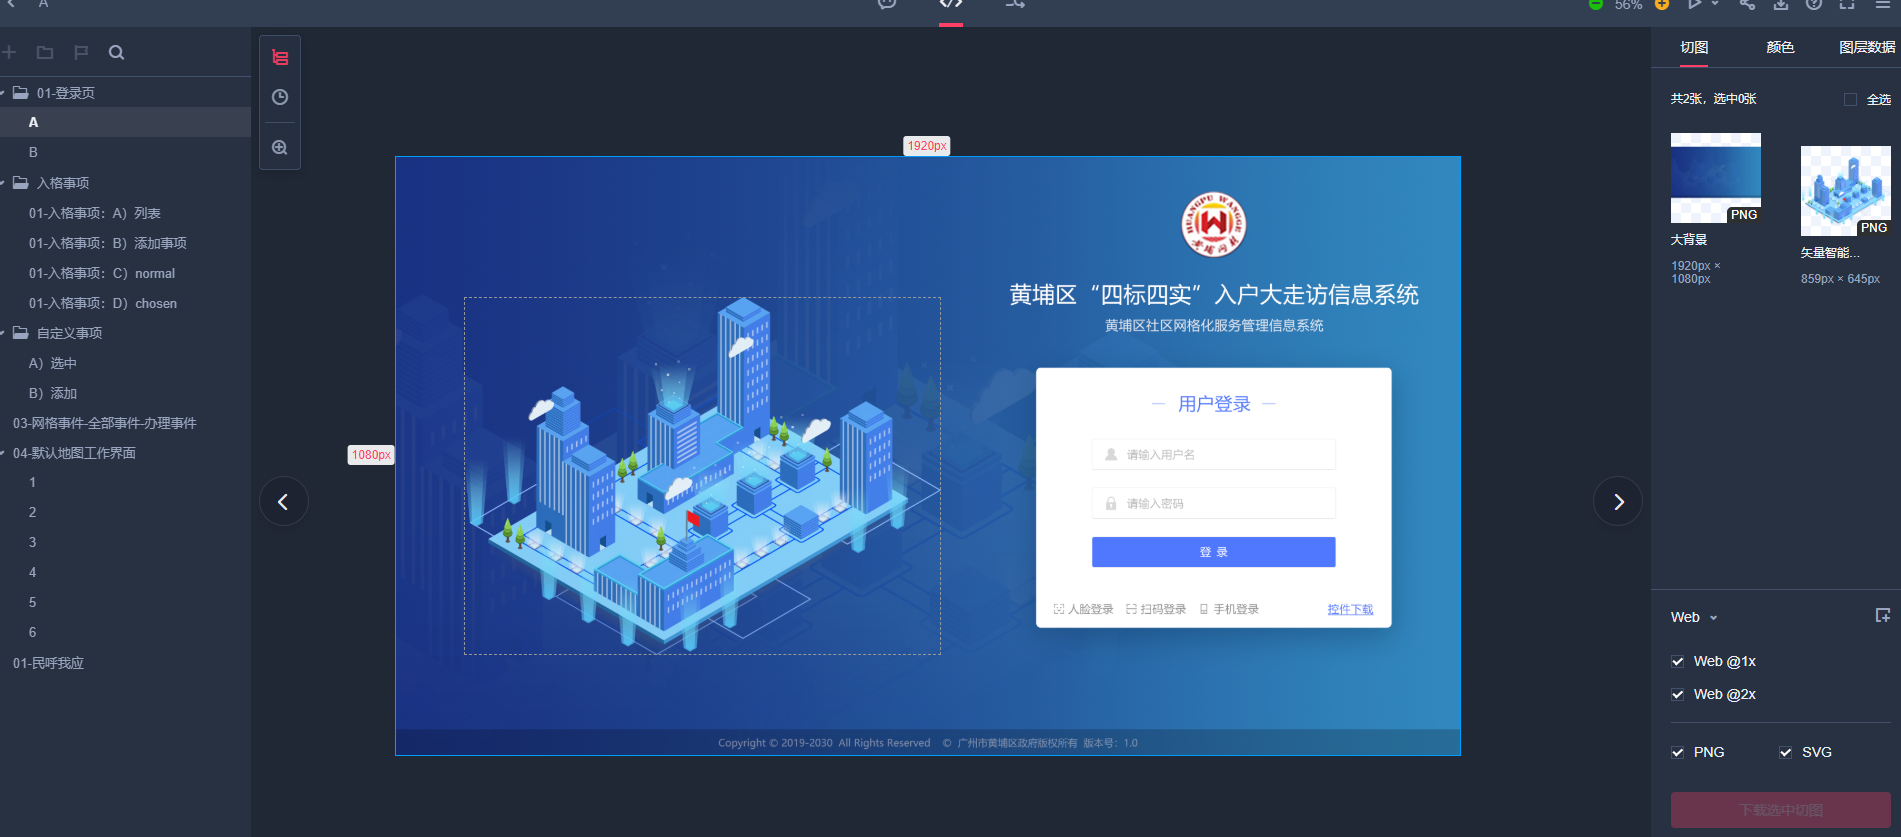 A
56%
01-登录页
A
B
入格事项
01-入格事项：A）列表
01-入格事项：B）添加事项
01-入格事项：C）normal
01-入格事项：D）chosen
自定义事项
A）选中
B）添加
03-网格事件-全部事件-办理事件
04-默认地图工作界面
1
2
3
4
5
6
01-民呼我应
1920px
1080px
HUANGPU WANGGE
黄埔网格
黄埔区“四标四实”入户大走访信息系统
黄埔区社区网格化服务管理信息系统
用户登录
请输入用户名
请输入密码
登 录
人脸登录 扫码登录 手机登录 控件下载
Copyright © 2019-2030 All Rights Reserved © 广州市黄埔区政府版权所有 版本号：1.0
切图 颜色 图层数据
共2张，选中0张 全选
PNG
大背景
1920px ×
1080px
PNG
矢量智能...
859px × 645px
Web
Web @1x
Web @2x
PNG SVG
下载选中切图